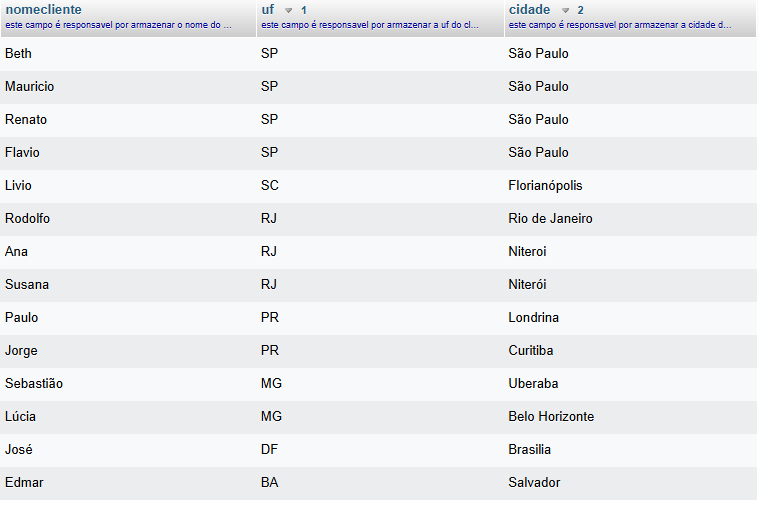 nomecliente uf 1 cidade 2
este campo é responsavel por armazenar o nome do ... este campo é responsavel por armazenar a uf do cl... este campo é responsavel por armazenar a cidade d...
Beth SP São Paulo
Mauricio SP São Paulo
Renato SP São Paulo
Flavio SP São Paulo
Livio SC Florianópolis
Rodolfo RJ Rio de Janeiro
Ana RJ Niteroi
Susana RJ Niterói
Paulo PR Londrina
Jorge PR Curitiba
Sebastião MG Uberaba
Lúcia MG Belo Horizonte
José DF Brasilia
Edmar BA Salvador